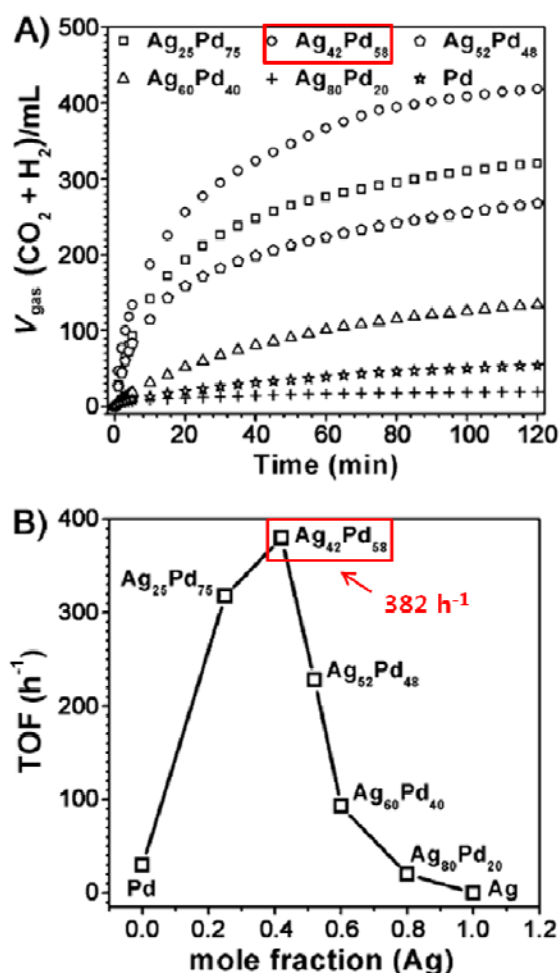 A)
500
400
300
200
100
0
V_gas (CO₂ + H₂)/mL
Ag₂₅Pd₇₅ Ag₄₂Pd₅₈ Ag₅₂Pd₄₈
Ag₆₀Pd₄₀ Ag₈₀Pd₂₀ Pd
0 20 40 60 80 100 120
Time (min)
B)
400
300
200
100
0
TOF (h⁻¹)
Ag₄₂Pd₅₈
382 h⁻¹
Ag₂₅Pd₇₅
Ag₅₂Pd₄₈
Ag₆₀Pd₄₀
Ag₈₀Pd₂₀
Pd
Ag
0.0 0.2 0.4 0.6 0.8 1.0 1.2
mole fraction (Ag)